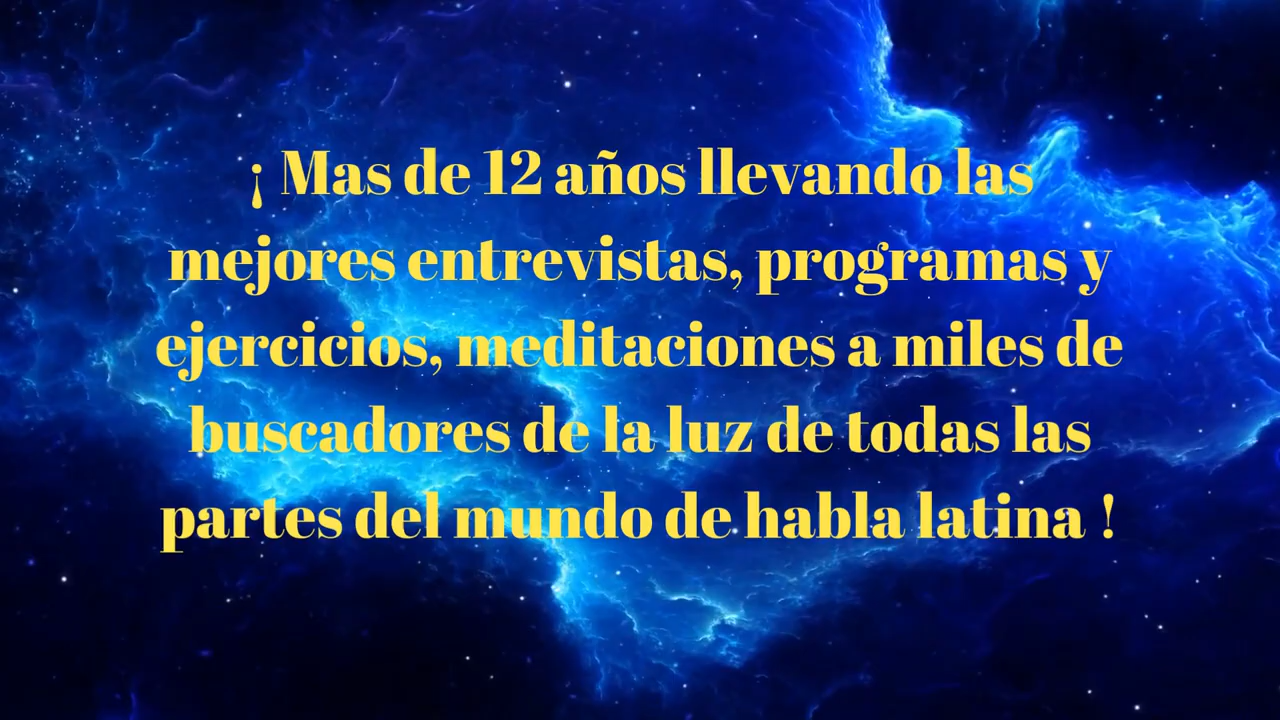 ¡ Mas de 12 años llevando las
mejores entrevistas, programas y
ejercicios, meditaciones a miles de
buscadores de la luz de todas las
partes del mundo de habla latina !